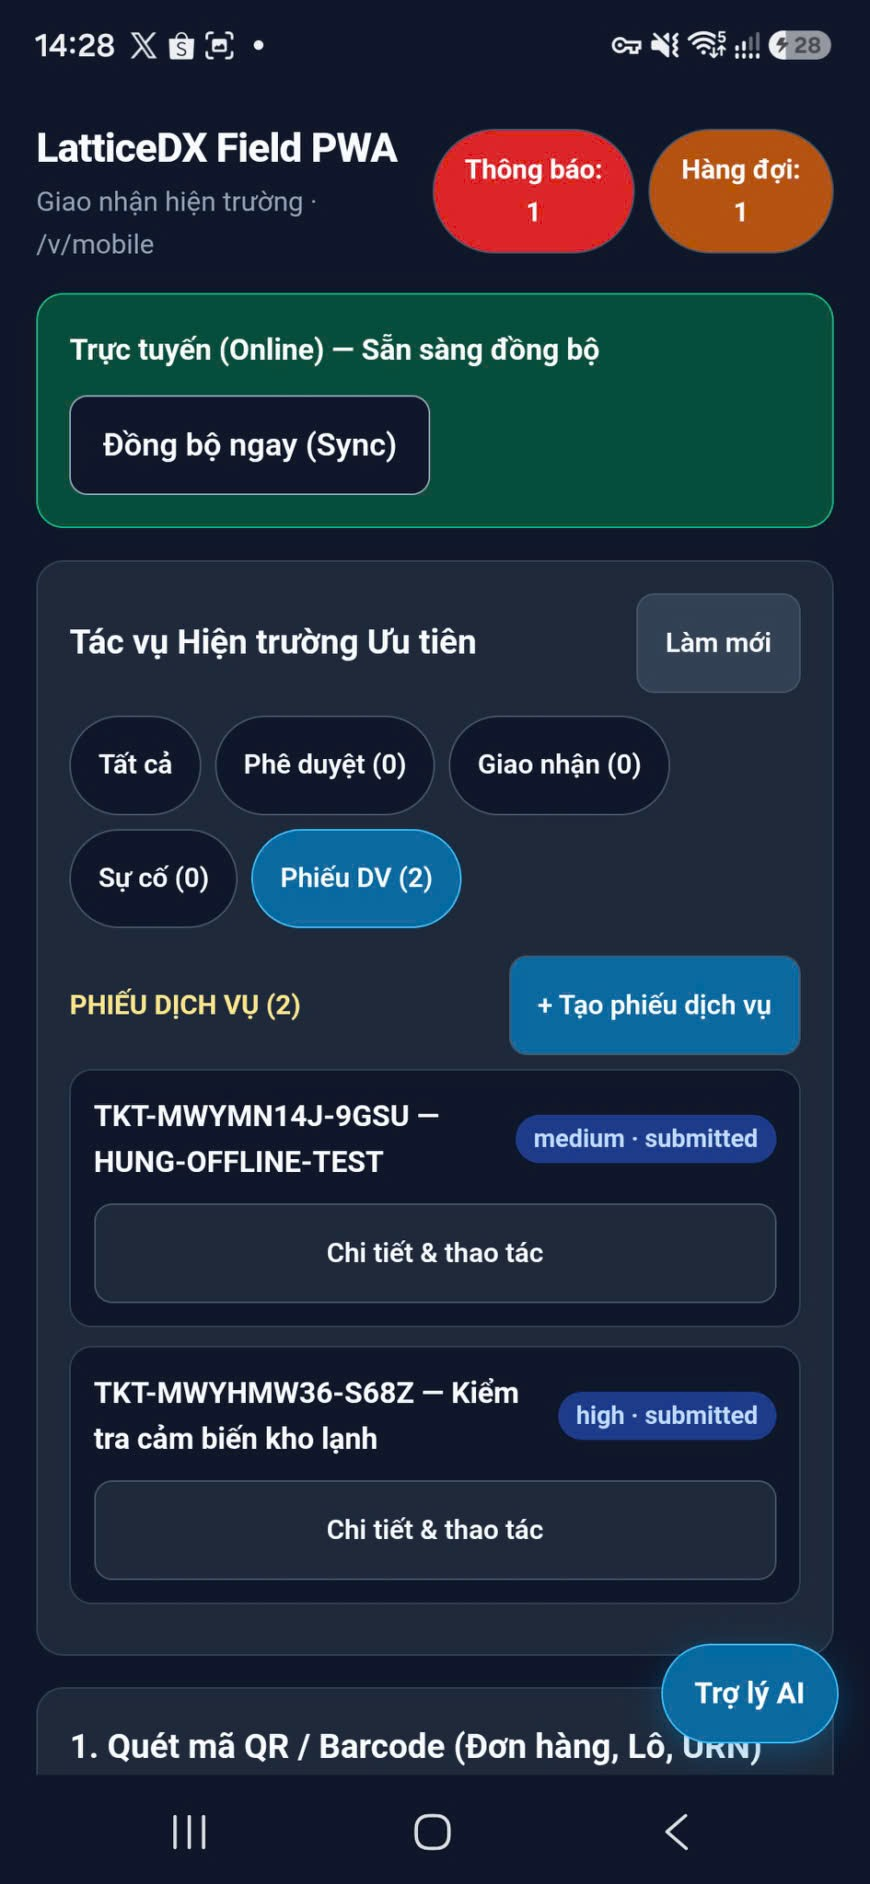 14:28
28
LatticeDX Field PWA
Giao nhận hiện trường ·
/v/mobile
Thông báo:
1
Hàng đợi:
1
Trực tuyến (Online) — Sẵn sàng đồng bộ
Đồng bộ ngay (Sync)
Tác vụ Hiện trường Ưu tiên
Làm mới
Tất cả
Phê duyệt (0)
Giao nhận (0)
Sự cố (0)
Phiếu DV (2)
PHIẾU DỊCH VỤ (2)
+ Tạo phiếu dịch vụ
TKT-MWYMN14J-9GSU —
HUNG-OFFLINE-TEST
medium · submitted
Chi tiết & thao tác
TKT-MWYHMW36-S68Z — Kiểm
tra cảm biến kho lạnh
high · submitted
Chi tiết & thao tác
Trợ lý AI
1. Quét mã QR / Barcode (Đơn hàng, Lô, URN)